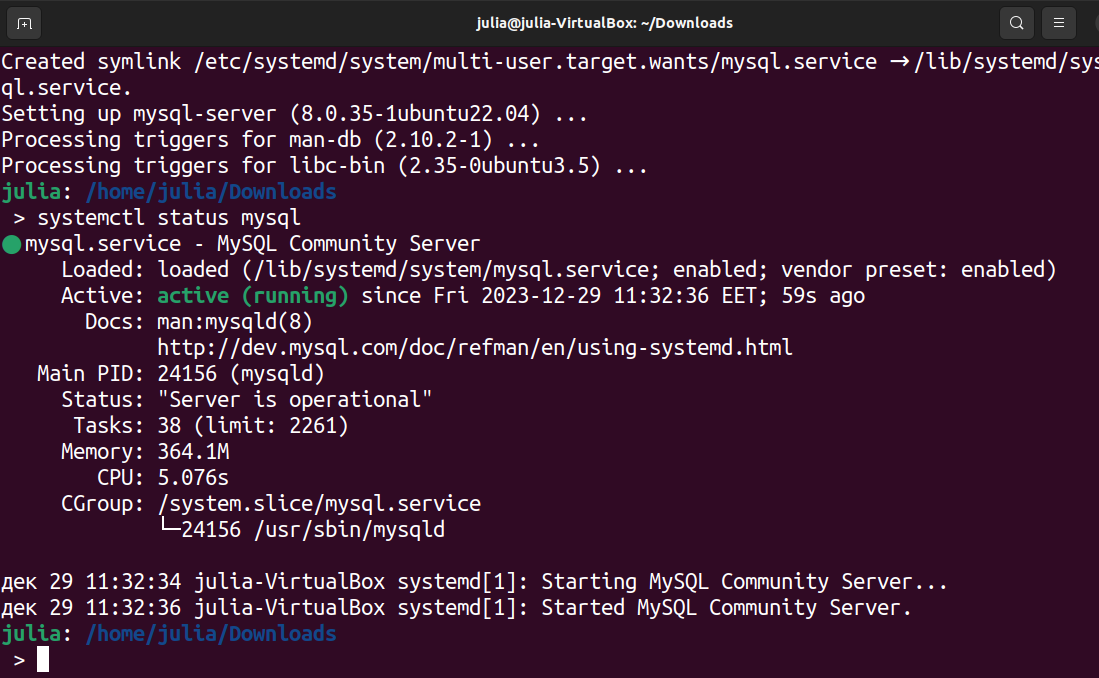 julia@julia-VirtualBox: ~/Downloads
Created symlink /etc/systemd/system/multi-user.target.wants/mysql.service → /lib/systemd/sys
ql.service.
Setting up mysql-server (8.0.35-1ubuntu22.04) ...
Processing triggers for man-db (2.10.2-1) ...
Processing triggers for libc-bin (2.35-0ubuntu3.5) ...
julia: /home/julia/Downloads
 > systemctl status mysql
● mysql.service - MySQL Community Server
     Loaded: loaded (/lib/systemd/system/mysql.service; enabled; vendor preset: enabled)
     Active: active (running) since Fri 2023-12-29 11:32:36 EET; 59s ago
       Docs: man:mysqld(8)
             http://dev.mysql.com/doc/refman/en/using-systemd.html
   Main PID: 24156 (mysqld)
     Status: "Server is operational"
      Tasks: 38 (limit: 2261)
     Memory: 364.1M
        CPU: 5.076s
     CGroup: /system.slice/mysql.service
             └─24156 /usr/sbin/mysqld
дек 29 11:32:34 julia-VirtualBox systemd[1]: Starting MySQL Community Server...
дек 29 11:32:36 julia-VirtualBox systemd[1]: Started MySQL Community Server.
julia: /home/julia/Downloads
 >